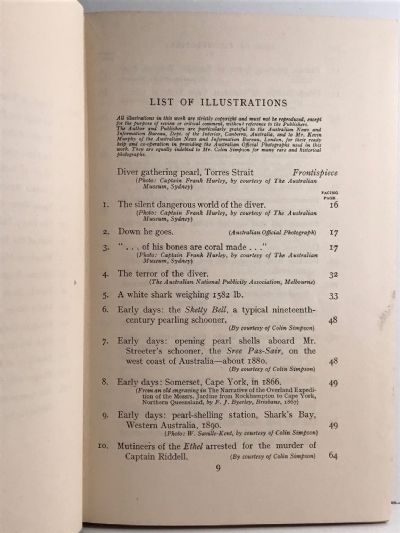 LIST OF ILLUSTRATIONS
All illustrations in this work are strictly copyright and must not be reproduced, except
for the purpose of review or critical comment, without reference to the Publishers.
The Author and Publishers are particularly grateful to the Australian News and
Information Bureau, Dept. of the Interior, Canberra, Australia, and to Mr. Kevin
Murphy of the Australian News and Information Bureau, London, for their ready
help and co-operation in providing the Australian Official Photographs used in this
work. They are equally indebted to Mr. Colin Simpson for many rare and historical
photographs.
Diver gathering pearl, Torres Strait Frontispiece
(Photo: Captain Frank Hurley, by courtesy of The Australian
Museum, Sydney)
FACING
PAGE
1. The silent dangerous world of the diver. 16
(Photo: Captain Frank Hurley, by courtesy of The Australian
Museum, Sydney)
2. Down he goes. (Australian Official Photograph) 17
3. “ . . . of his bones are coral made . . .” 17
(Photo: Captain Frank Hurley, by courtesy of The Australian
Museum, Sydney)
4. The terror of the diver. 32
(The Australian National Publicity Association, Melbourne)
5. A white shark weighing 1582 lb. 33
6. Early days: the Sketty Bell, a typical nineteenth-
century pearling schooner, 48
(By courtesy of Colin Simpson)
7. Early days: opening pearl shells aboard Mr.
Streeter's schooner, the Sree Pas-Sair, on the
west coast of Australia—about 1880. 48
(By courtesy of Colin Simpson)
8. Early days: Somerset, Cape York, in 1866. 49
(From an old engraving in The Narrative of the Overland Expedi-
tion of the Messrs. Jardine from Rockhampton to Cape York,
Northern Queensland, by F. J. Byerley, Brisbane, 1867)
9. Early days: pearl-shelling station, Shark's Bay,
Western Australia, 1890. 49
(Photo: W. Saville-Kent, by courtesy of Colin Simpson)
10. Mutineers of the Ethel arrested for the murder of
Captain Riddell. (By courtesy of Colin Simpson) 64
9